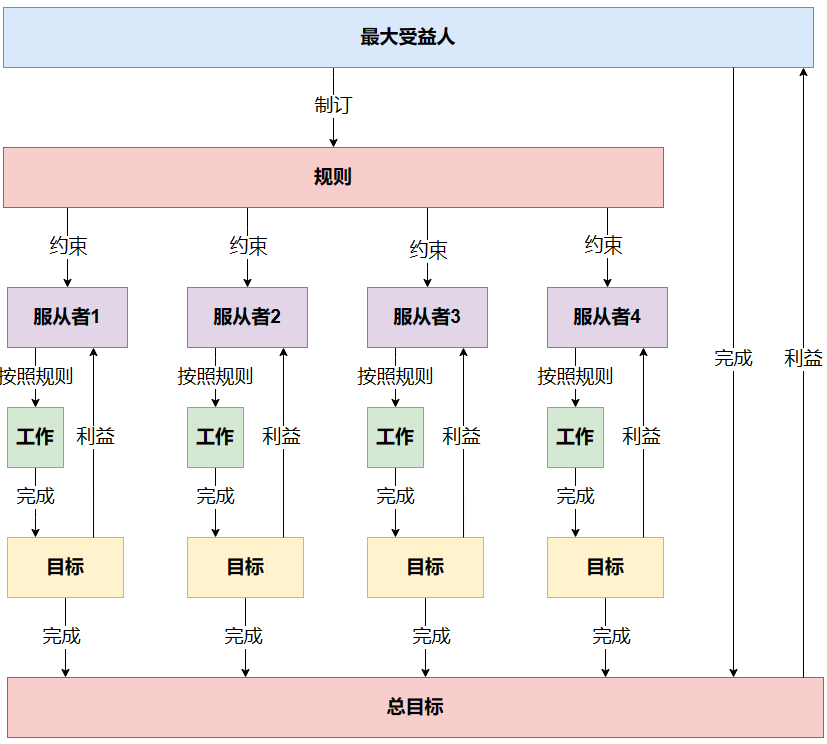 最大受益人
制订
规则
约束
约束
约束
约束
服从者1
服从者2
服从者3
服从者4
完成
利益
按照规则
按照规则
按照规则
按照规则
工作
利益
工作
利益
工作
利益
工作
利益
完成
完成
完成
完成
目标
目标
目标
目标
完成
完成
完成
完成
总目标